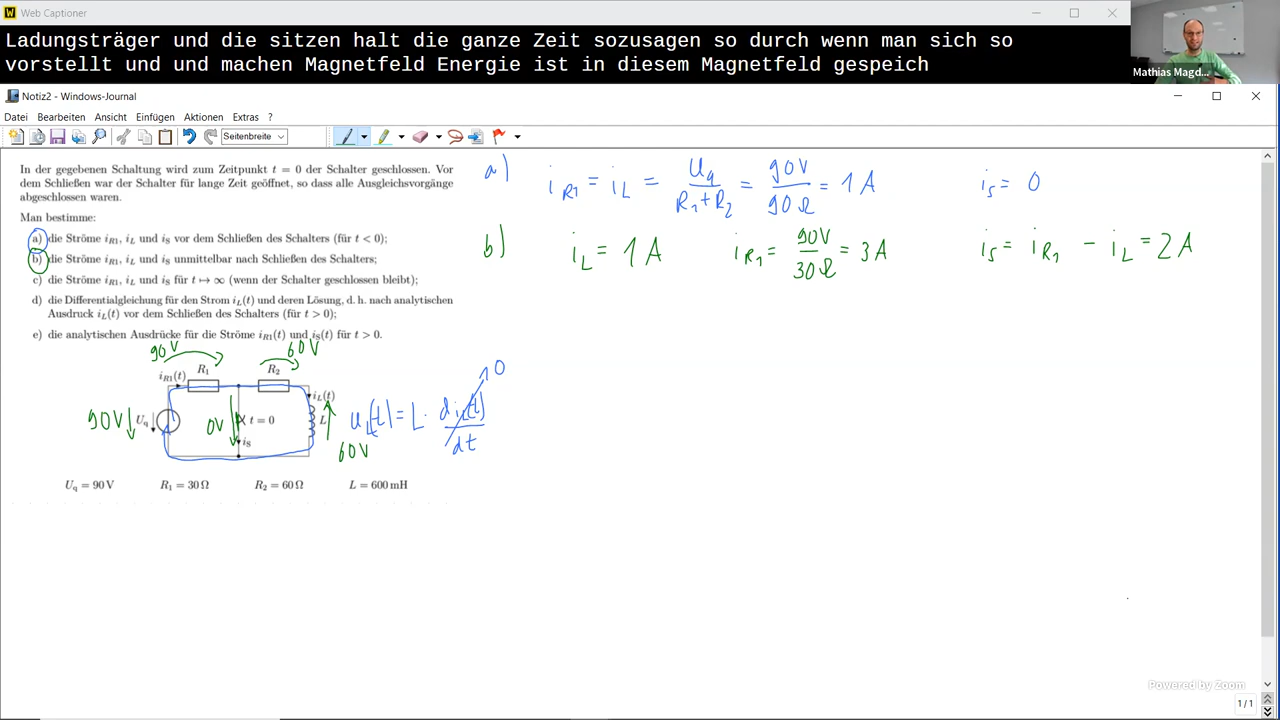 Web Captioner
Ladungsträger und die sitzen halt die ganze Zeit sozusagen so durch wenn man sich so
vorstellt und und machen Magnetfeld Energie ist in diesem Magnetfeld gespeich
Mathias Magd...
Notiz2 - Windows-Journal
Datei Bearbeiten Ansicht Einfügen Aktionen Extras ?
Seitenbreite
In der gegebenen Schaltung wird zum Zeitpunkt t = 0 der Schalter geschlossen. Vor
dem Schließen war der Schalter für lange Zeit geöffnet, so dass alle Ausgleichsvorgänge
abgeschlossen waren.
Man bestimme:
a) die Ströme iR1, iL und iS vor dem Schließen des Schalters (für t < 0);
b) die Ströme iR1, iL und iS unmittelbar nach Schließen des Schalters;
c) die Ströme iR1, iL und iS für t ↦ ∞ (wenn der Schalter geschlossen bleibt);
d) die Differentialgleichung für den Strom iL(t) und deren Lösung, d. h. nach analytischen
Ausdruck iL(t) vor dem Schließen des Schalters (für t > 0);
e) die analytischen Ausdrücke für die Ströme iR1(t) und iS(t) für t > 0.
a) iR1 = iL = Uq / (R1 + R2) = 90V / 90Ω = 1A iS = 0
b) iL = 1A iR1 = 90V / 30Ω = 3A iS = iR1 - iL = 2A
90V 60V
R1 R2
iR1(t) iL(t)
90V Uq 0V t = 0 L
iS 60V
uL(t) = L · diL(t) / dt 0
Uq = 90 V R1 = 30 Ω R2 = 60 Ω L = 600 mH
Powered by Zoom
1 / 1